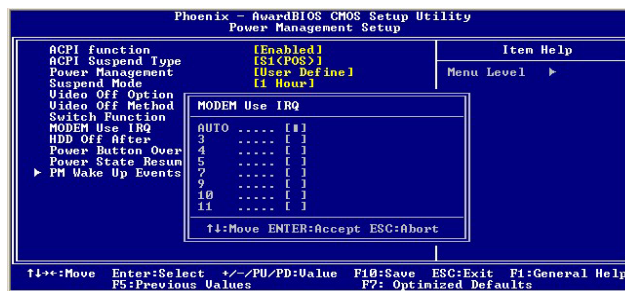 Phoenix - AwardBIOS CMOS Setup Utility
Power Management Setup
ACPI function [Enabled] Item Help
ACPI Suspend Type [S1(POS)]
Power Management [User Define] Menu Level ▶
Suspend Mode [1 Hour]
Video Off Option
Video Off Method
Switch Function
MODEM Use IRQ
HDD Off After
Power Button Over
Power State Resum
▶ PM Wake Up Events
MODEM Use IRQ
AUTO ..... [■]
3 ..... [ ]
4 ..... [ ]
5 ..... [ ]
7 ..... [ ]
9 ..... [ ]
10 ..... [ ]
11 ..... [ ]
↑↓:Move ENTER:Accept ESC:Abort
↑↓→←:Move Enter:Select +/-/PU/PD:Value F10:Save ESC:Exit F1:General Help
F5:Previous Values F7: Optimized Defaults